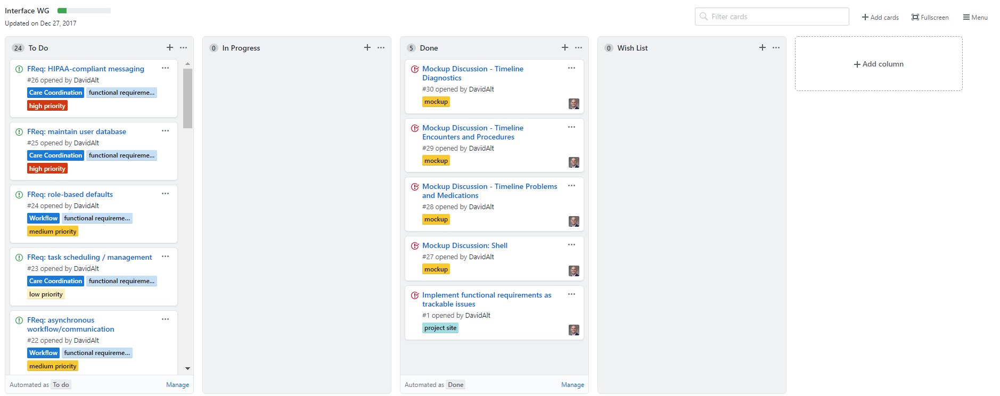 Interface WG
Updated on Dec 27, 2017
Filter cards
Add cards
Fullscreen
Menu
24 To Do
FReq: HIPAA-compliant messaging
#26 opened by DavidAlt
Care Coordination functional requireme...
high priority
FReq: maintain user database
#25 opened by DavidAlt
Care Coordination functional requireme...
high priority
FReq: role-based defaults
#24 opened by DavidAlt
Workflow functional requireme...
medium priority
FReq: task scheduling / management
#23 opened by DavidAlt
Care Coordination functional requireme...
low priority
FReq: asynchronous
workflow/communication
#22 opened by DavidAlt
Workflow functional requireme...
medium priority
Automated as To do Manage
0 In Progress
5 Done
Mockup Discussion - Timeline
Diagnostics
#30 opened by DavidAlt
mockup
Mockup Discussion - Timeline
Encounters and Procedures
#29 opened by DavidAlt
mockup
Mockup Discussion - Timeline Problems
and Medications
#28 opened by DavidAlt
mockup
Mockup Discussion: Shell
#27 opened by DavidAlt
mockup
Implement functional requirements as
trackable issues
#1 opened by DavidAlt
project site
Automated as Done Manage
0 Wish List
Add column